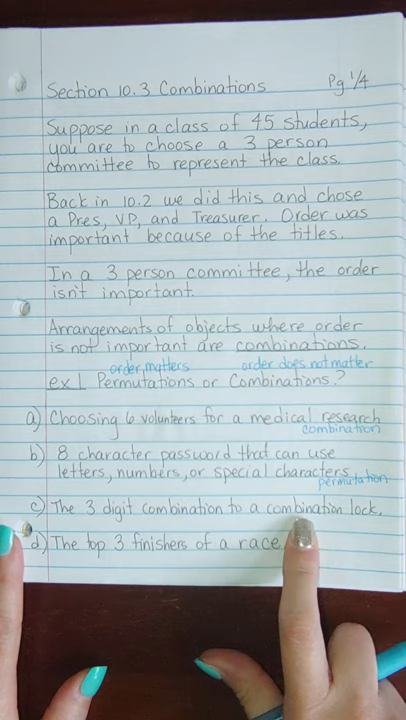 Section 10.3 Combinations Pg 1/4
Suppose in a class of 45 students,
you are to choose a 3 person
committee to represent the class.
Back in 10.2 we did this and chose
a Pres, VP, and Treasurer. Order was
important because of the titles.
In a 3 person committee, the order
isn't important.
Arrangements of objects where order
is not important are combinations.
order matters order does not matter
ex 1 Permutations or Combinations?
a) Choosing 6 volunteers for a medical research
combination
b) 8 character password that can use
letters, numbers, or special characters
permutation
c) The 3 digit combination to a combination lock.
d) The top 3 finishers of a race.